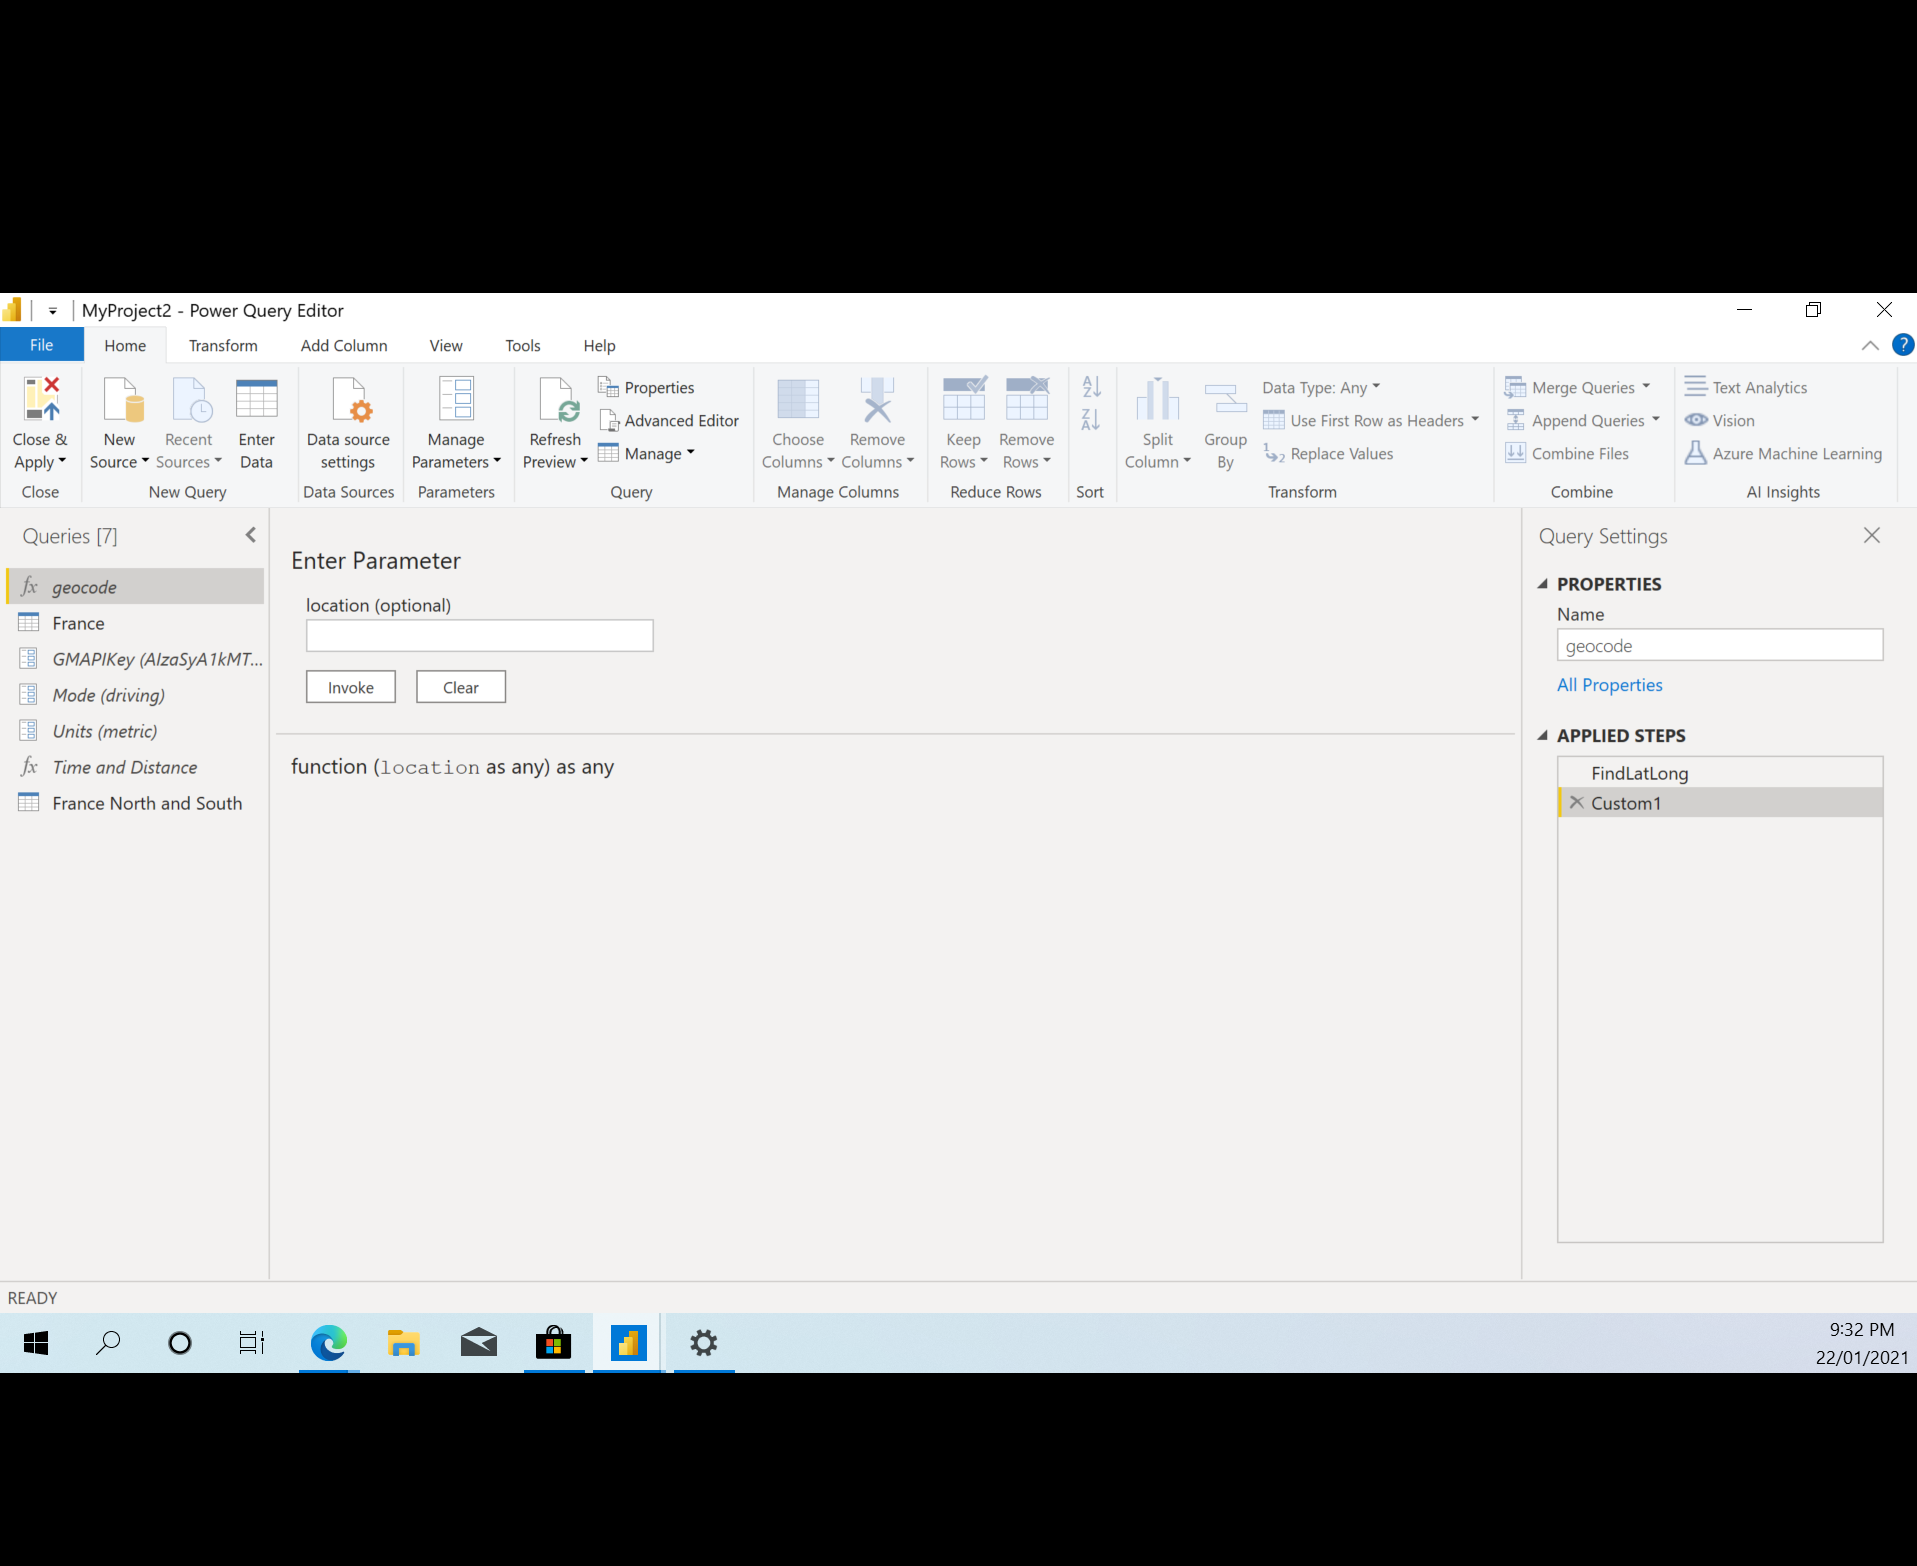 MyProject2 - Power Query Editor
File Home Transform Add Column View Tools Help
Close & Apply
Close
New Source
Recent Sources
Enter Data
New Query
Data source settings
Data Sources
Manage Parameters
Parameters
Refresh Preview
Properties
Advanced Editor
Manage
Query
Choose Columns
Remove Columns
Manage Columns
Keep Rows
Remove Rows
Reduce Rows
Sort
Split Column
Group By
Data Type: Any
Use First Row as Headers
Replace Values
Transform
Merge Queries
Append Queries
Combine Files
Combine
Text Analytics
Vision
Azure Machine Learning
AI Insights
Queries [7]
geocode
France
GMAPIKey (AIzaSyA1kMT...
Mode (driving)
Units (metric)
Time and Distance
France North and South
Enter Parameter
location (optional)
Invoke Clear
function (location as any) as any
Query Settings
PROPERTIES
Name
geocode
All Properties
APPLIED STEPS
FindLatLong
Custom1
READY
9:32 PM
22/01/2021